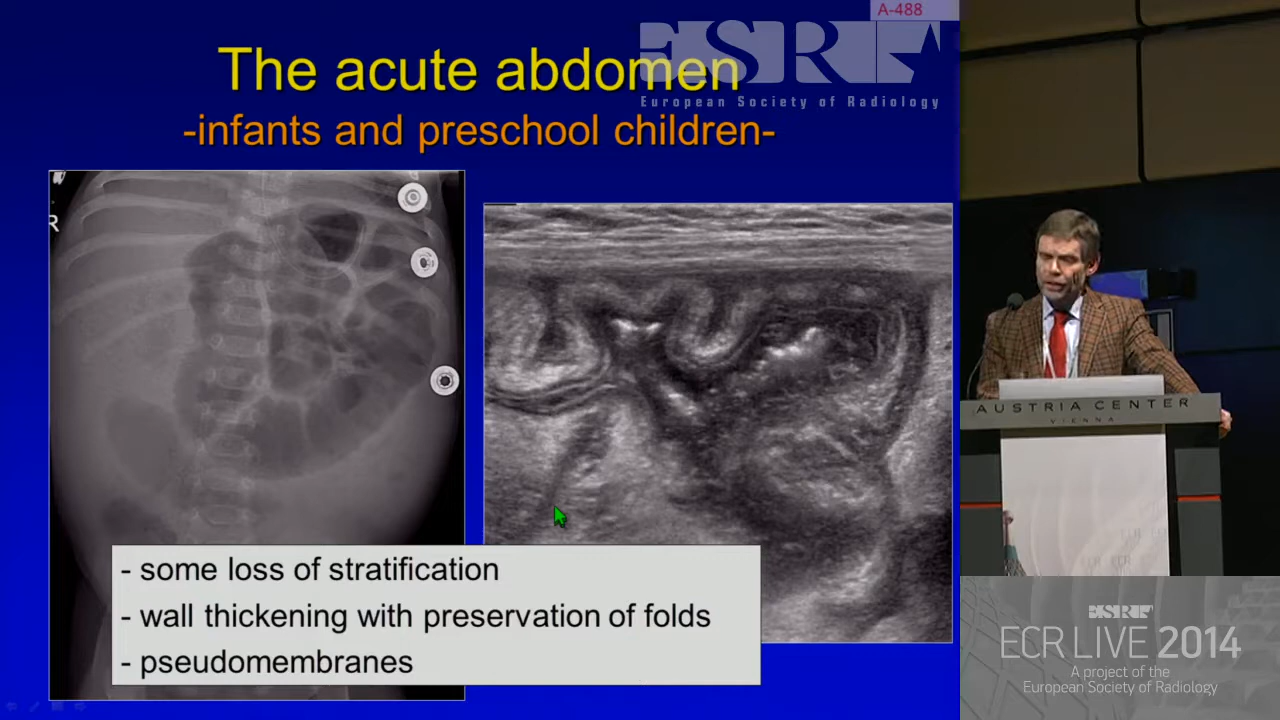 A-488
ESR
European Society of Radiology
The acute abdomen
-infants and preschool children-
R
- some loss of stratification
- wall thickening with preservation of folds
- pseudomembranes
AUSTRIA CENTER
VIENNA
ESR
ECR LIVE 2014
A project of the
European Society of Radiology